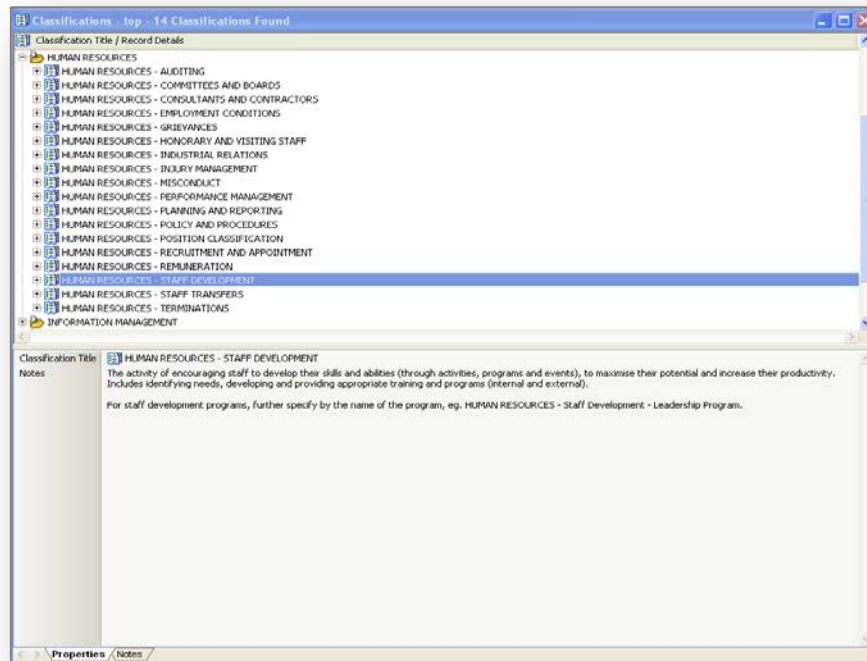 Classifications - top - 14 Classifications Found
Classification Title / Record Details
HUMAN RESOURCES
HUMAN RESOURCES - AUDITING
HUMAN RESOURCES - COMMITTEES AND BOARDS
HUMAN RESOURCES - CONSULTANTS AND CONTRACTORS
HUMAN RESOURCES - EMPLOYMENT CONDITIONS
HUMAN RESOURCES - GRIEVANCES
HUMAN RESOURCES - HONORARY AND VISITING STAFF
HUMAN RESOURCES - INDUSTRIAL RELATIONS
HUMAN RESOURCES - INJURY MANAGEMENT
HUMAN RESOURCES - MISCONDUCT
HUMAN RESOURCES - PERFORMANCE MANAGEMENT
HUMAN RESOURCES - PLANNING AND REPORTING
HUMAN RESOURCES - POLICY AND PROCEDURES
HUMAN RESOURCES - POSITION CLASSIFICATION
HUMAN RESOURCES - RECRUITMENT AND APPOINTMENT
HUMAN RESOURCES - REMUNERATION
HUMAN RESOURCES - STAFF DEVELOPMENT
HUMAN RESOURCES - STAFF TRANSFERS
HUMAN RESOURCES - TERMINATIONS
INFORMATION MANAGEMENT
Classification Title HUMAN RESOURCES - STAFF DEVELOPMENT
Notes The activity of encouraging staff to develop their skills and abilities (through activities, programs and events), to maximise their potential and increase their productivity.
Includes identifying needs, developing and providing appropriate training and programs (internal and external).
For staff development programs, further specify by the name of the program, eg. HUMAN RESOURCES - Staff Development - Leadership Program.
Properties Notes